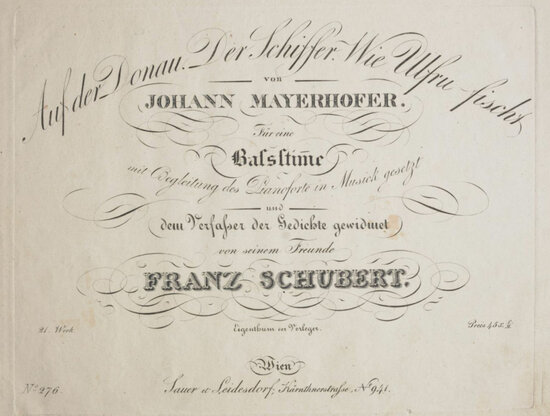 Auf der Donau. Der Schiffer. Wie Ulfru fischt.
von
JOHANN MAYERHOFER.
Für eine
Baſsstim̅e
mit Begleitung des Pianoforte in Musick gesetzt
und
dem Verfaſser der Gedichte gewidmet
von seinem Freunde
FRANZ SCHUBERT.
21. Werk
Eigenthum der Verleger.
Preis 45 x.
Wien
No. 276.
Sauer et Leidesdorf, Kärnthnerstrasse, No. 941.